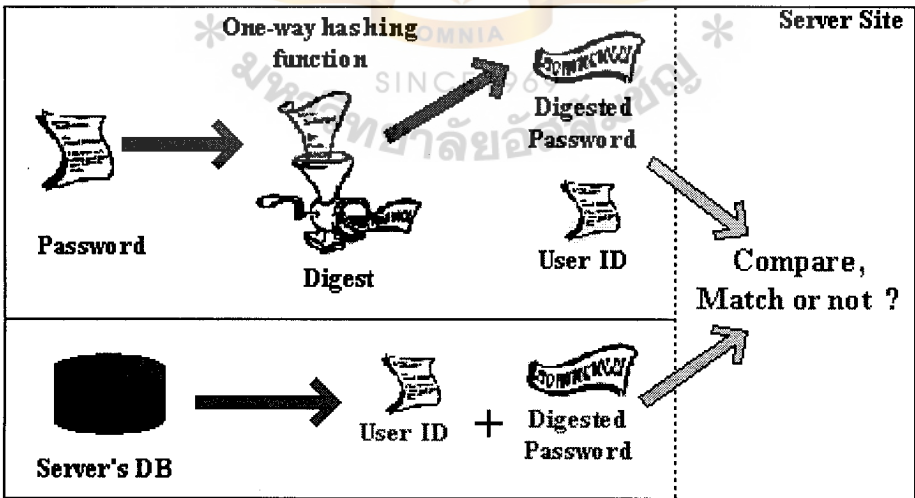 Server Site
One-way hashing
function
OMNIA
SINCE 1969
Digested
Password
Password
Digest
User ID
Compare,
Match or not ?
Server's DB
User ID
+
Digested
Password